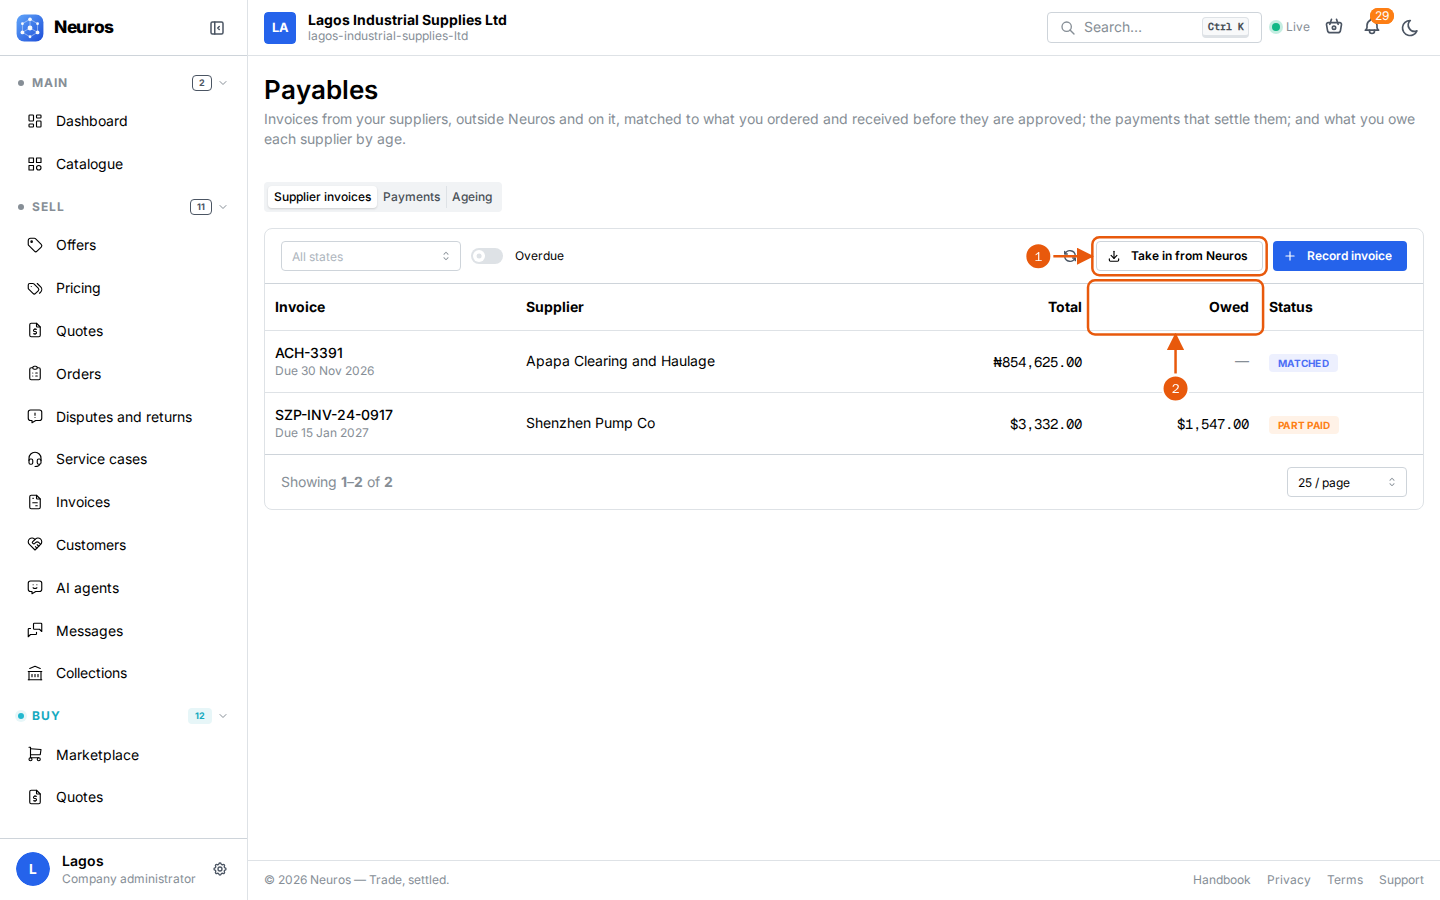 Neuros
MAIN
2
Dashboard
Catalogue
SELL
11
Offers
Pricing
Quotes
Orders
Disputes and returns
Service cases
Invoices
Customers
AI agents
Messages
Collections
BUY
12
Marketplace
Quotes
L
Lagos
Company administrator
LA
Lagos Industrial Supplies Ltd
lagos-industrial-supplies-ltd
Search...
Ctrl K
Live
29
Payables
Invoices from your suppliers, outside Neuros and on it, matched to what you ordered and received before they are approved; the payments that settle them; and what you owe
each supplier by age.
Supplier invoices Payments Ageing
All states
Overdue
1
Take in from Neuros
Record invoice
Invoice Supplier Total Owed Status
ACH-3391
Due 30 Nov 2026
Apapa Clearing and Haulage
₦854,625.00
—
MATCHED
2
SZP-INV-24-0917
Due 15 Jan 2027
Shenzhen Pump Co
$3,332.00
$1,547.00
PART PAID
Showing 1–2 of 2
25 / page
© 2026 Neuros — Trade, settled.
Handbook Privacy Terms Support